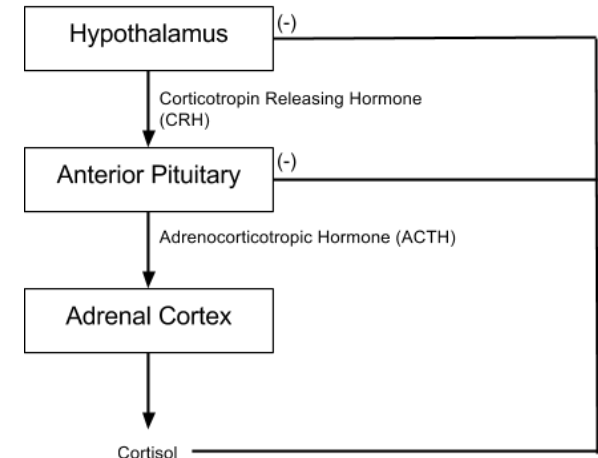 Hypothalamus
(-)
Corticotropin Releasing Hormone
(CRH)
Anterior Pituitary
(-)
Adrenocorticotropic Hormone (ACTH)
Adrenal Cortex
Cortisol